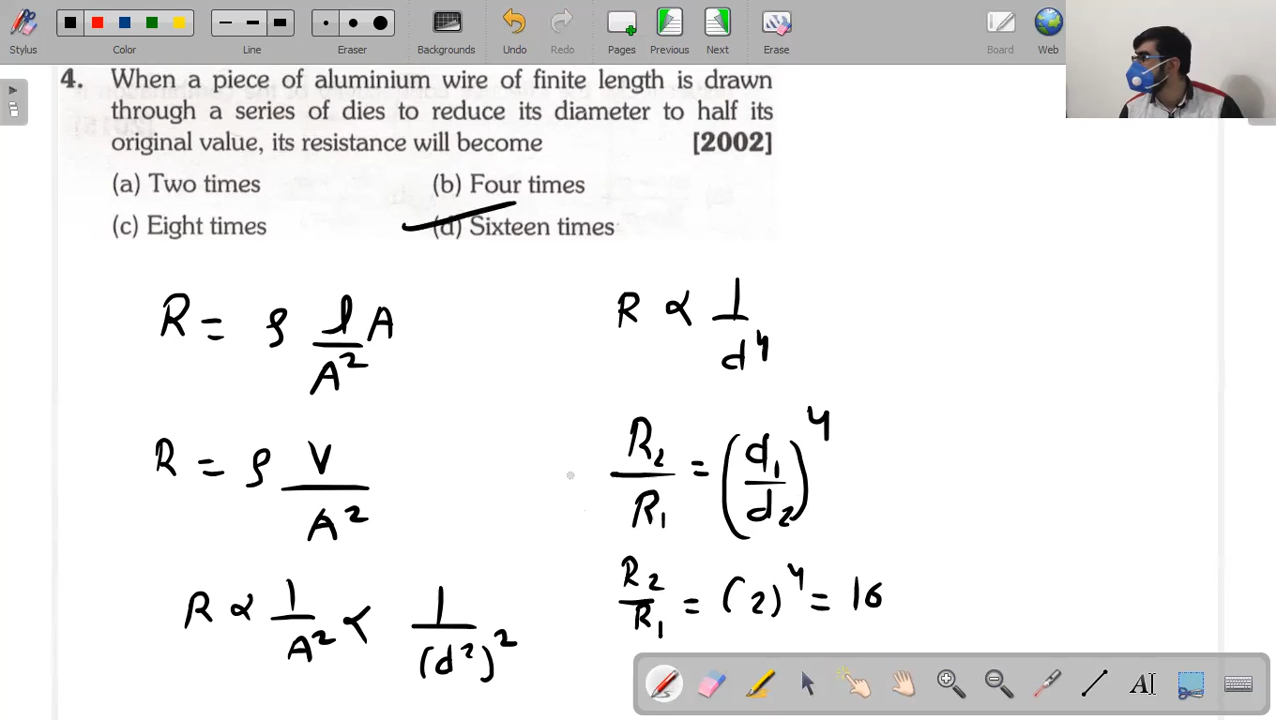 Stylus
Color
Line
Eraser
Backgrounds
Undo
Redo
Pages
Previous
Next
Erase
Board
Web
4. When a piece of aluminium wire of finite length is drawn
through a series of dies to reduce its diameter to half its
original value, its resistance will become [2002]
(a) Two times (b) Four times
(c) Eight times (d) Sixteen times
R = ρ l A / A²
R = ρ V / A²
R ∝ 1 / A² ∝ 1 / (d²)²
R ∝ 1 / d⁴
R₂ / R₁ = (d₁ / d₂)⁴
R₂ / R₁ = (2)⁴ = 16
AI